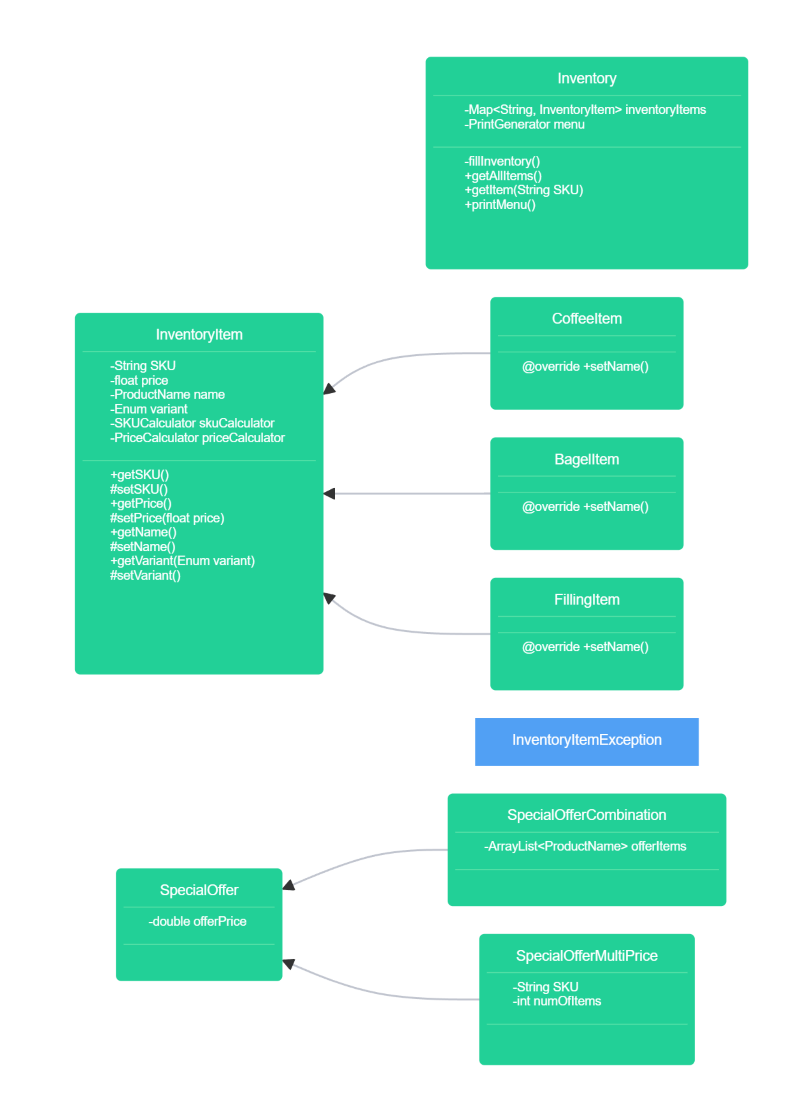 Inventory
-Map<String, InventoryItem> inventoryItems
-PrintGenerator menu
-fillInventory()
+getAllItems()
+getItem(String SKU)
+printMenu()
InventoryItem
-String SKU
-float price
-ProductName name
-Enum variant
-SKUCalculator skuCalculator
-PriceCalculator priceCalculator
+getSKU()
#setSKU()
+getPrice()
#setPrice(float price)
+getName()
#setName()
+getVariant(Enum variant)
#setVariant()
CoffeeItem
@override +setName()
BagelItem
@override +setName()
FillingItem
@override +setName()
InventoryItemException
SpecialOfferCombination
-ArrayList<ProductName> offerItems
SpecialOffer
-double offerPrice
SpecialOfferMultiPrice
-String SKU
-int numOfItems